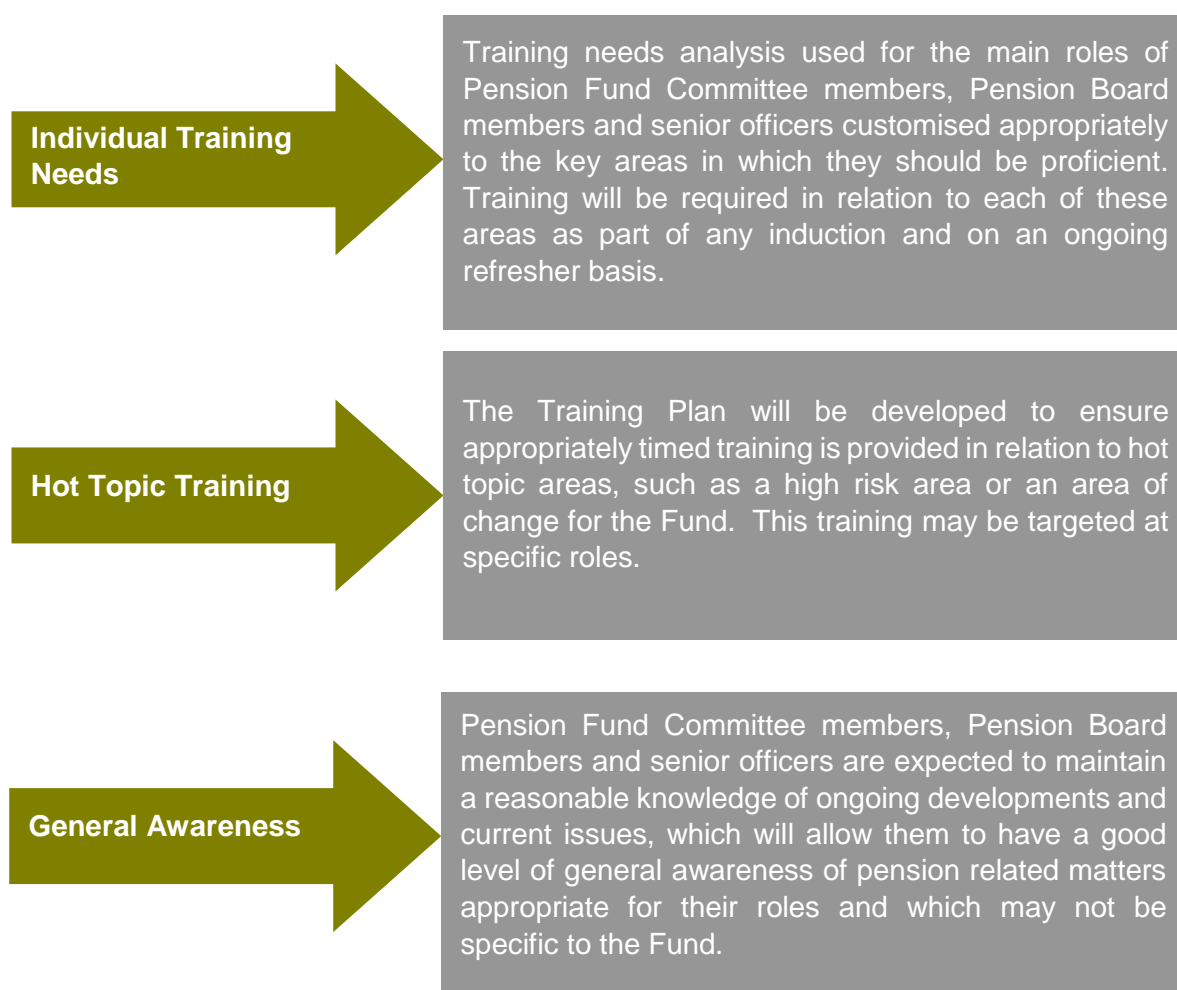 Individual Training
Needs
Training needs analysis used for the main roles of
Pension Fund Committee members, Pension Board
members and senior officers customised appropriately
to the key areas in which they should be proficient.
Training will be required in relation to each of these
areas as part of any induction and on an ongoing
refresher basis.
Hot Topic Training
The Training Plan will be developed to ensure
appropriately timed training is provided in relation to hot
topic areas, such as a high risk area or an area of
change for the Fund.  This training may be targeted at
specific roles.
General Awareness
Pension Fund Committee members, Pension Board
members and senior officers are expected to maintain
a reasonable knowledge of ongoing developments and
current issues, which will allow them to have a good
level of general awareness of pension related matters
appropriate for their roles and which may not be
specific to the Fund.